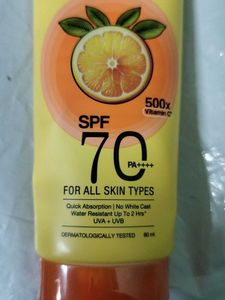 500x
Vitamin C*
SPF
70
PA++++
FOR ALL SKIN TYPES
Quick Absorption | No White Cast
Water Resistant Up To 2 Hrs*
UVA + UVB
DERMATOLOGICALLY TESTED 80 ml